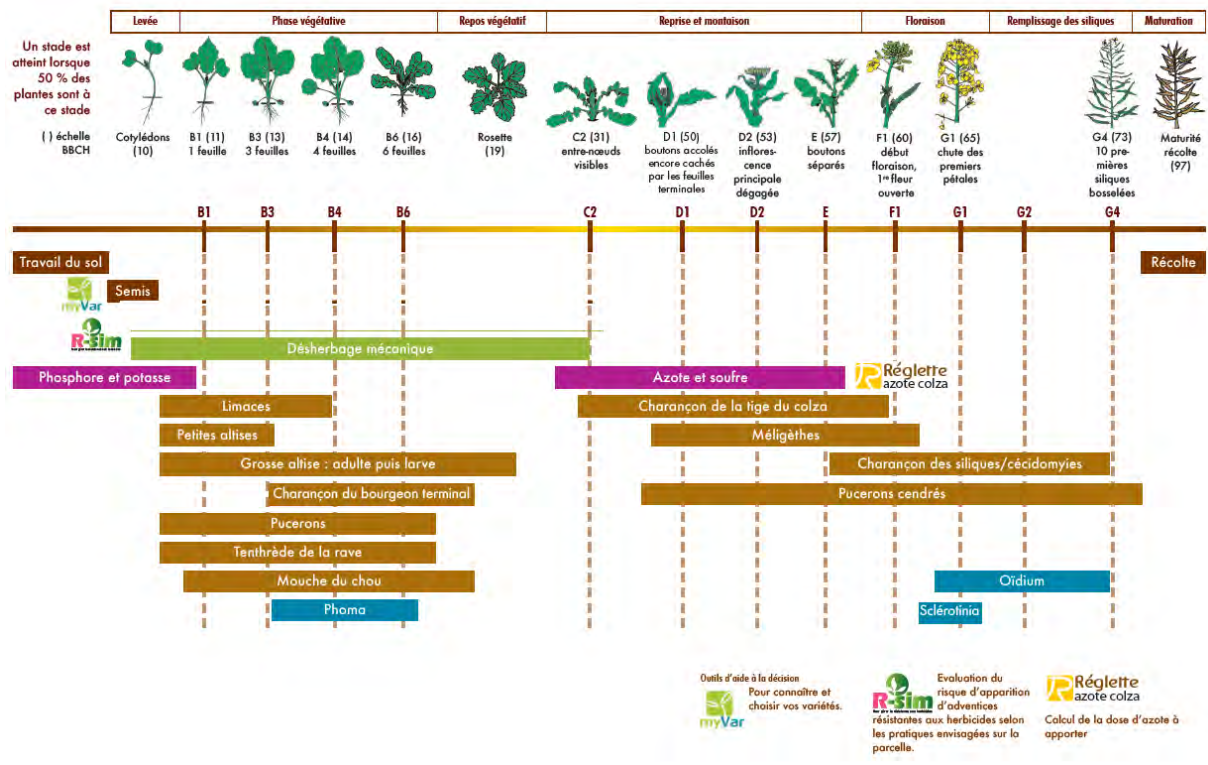 Levée
Phase végétative
Repos végétatif
Reprise et montaison
Floraison
Remplissage des siliques
Maturation
Un stade est
atteint lorsque
50 % des
plantes sont à
ce stade
( ) échelle
BBCH
Cotylédons
(10)
B1 (11)
1 feuille
B3 (13)
3 feuilles
B4 (14)
4 feuilles
B6 (16)
6 feuilles
Rosette
(19)
C2 (31)
entre-nœuds
visibles
D1 (50)
boutons accolés
encore cachés
par les feuilles
terminales
D2 (53)
inflores-
cence
principale
dégagée
E (57)
boutons
séparés
F1 (60)
début
floraison,
1re fleur
ouverte
G1 (65)
chute des
premiers
pétales
G4 (73)
10 pre-
mières
siliques
bosselées
Maturité
récolte
(97)
B1 B3 B4 B6 C2 D1 D2 E F1 G1 G2 G4
Travail du sol
Récolte
myVar
Semis
R-sim
Désherbage mécanique
Phosphore et potasse
Azote et soufre
Réglette
azote colza
Limaces
Charançon de la tige du colza
Petites altises
Méligèthes
Grosse altise : adulte puis larve
Charançon des siliques/cécidomyies
Charançon du bourgeon terminal
Pucerons cendrés
Pucerons
Tenthrède de la rave
Mouche du chou
Oïdium
Phoma
Sclérotinia
Outils d'aide à la décision
myVar
Pour connaître et
choisir vos variétés.
R-sim
Evaluation du
risque d'apparition
d'adventices
résistantes aux herbicides selon
les pratiques envisagées sur la
parcelle.
Réglette
azote colza
Calcul de la dose d'azote à
apporter